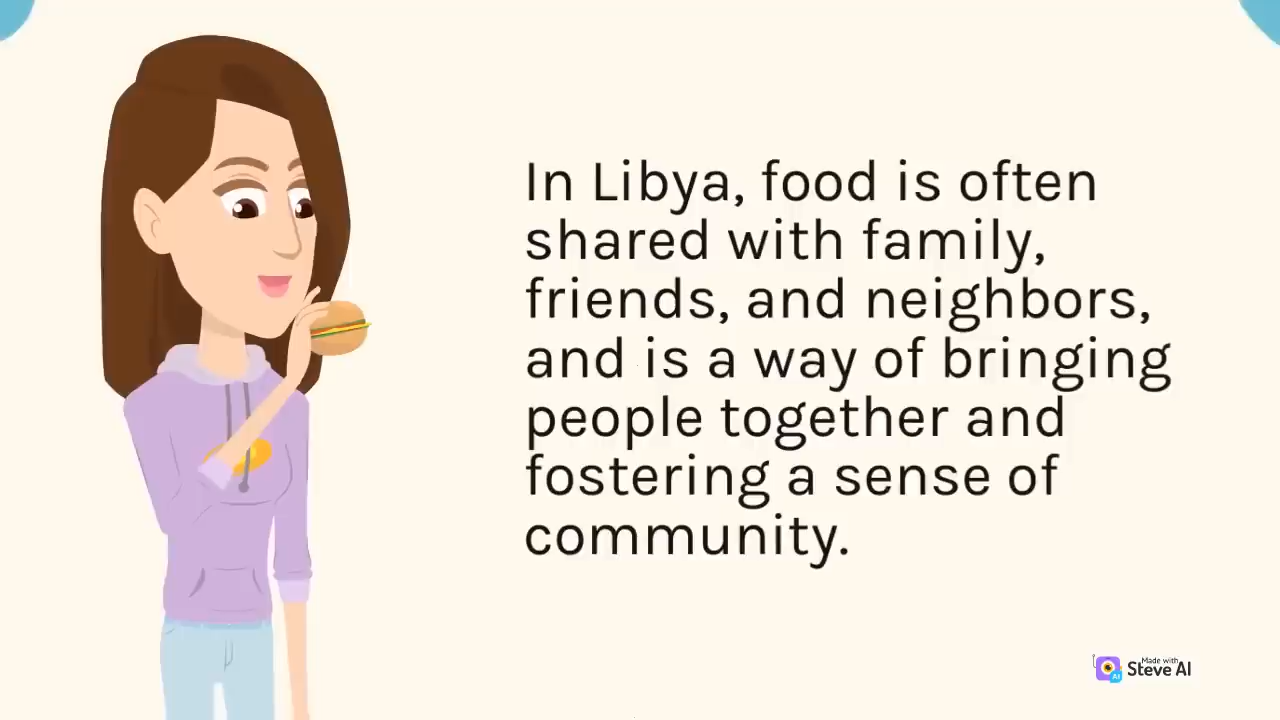 In Libya, food is often
shared with family,
friends, and neighbors,
and is a way of bringing
people together and
fostering a sense of
community.
Made with
Steve AI
AI